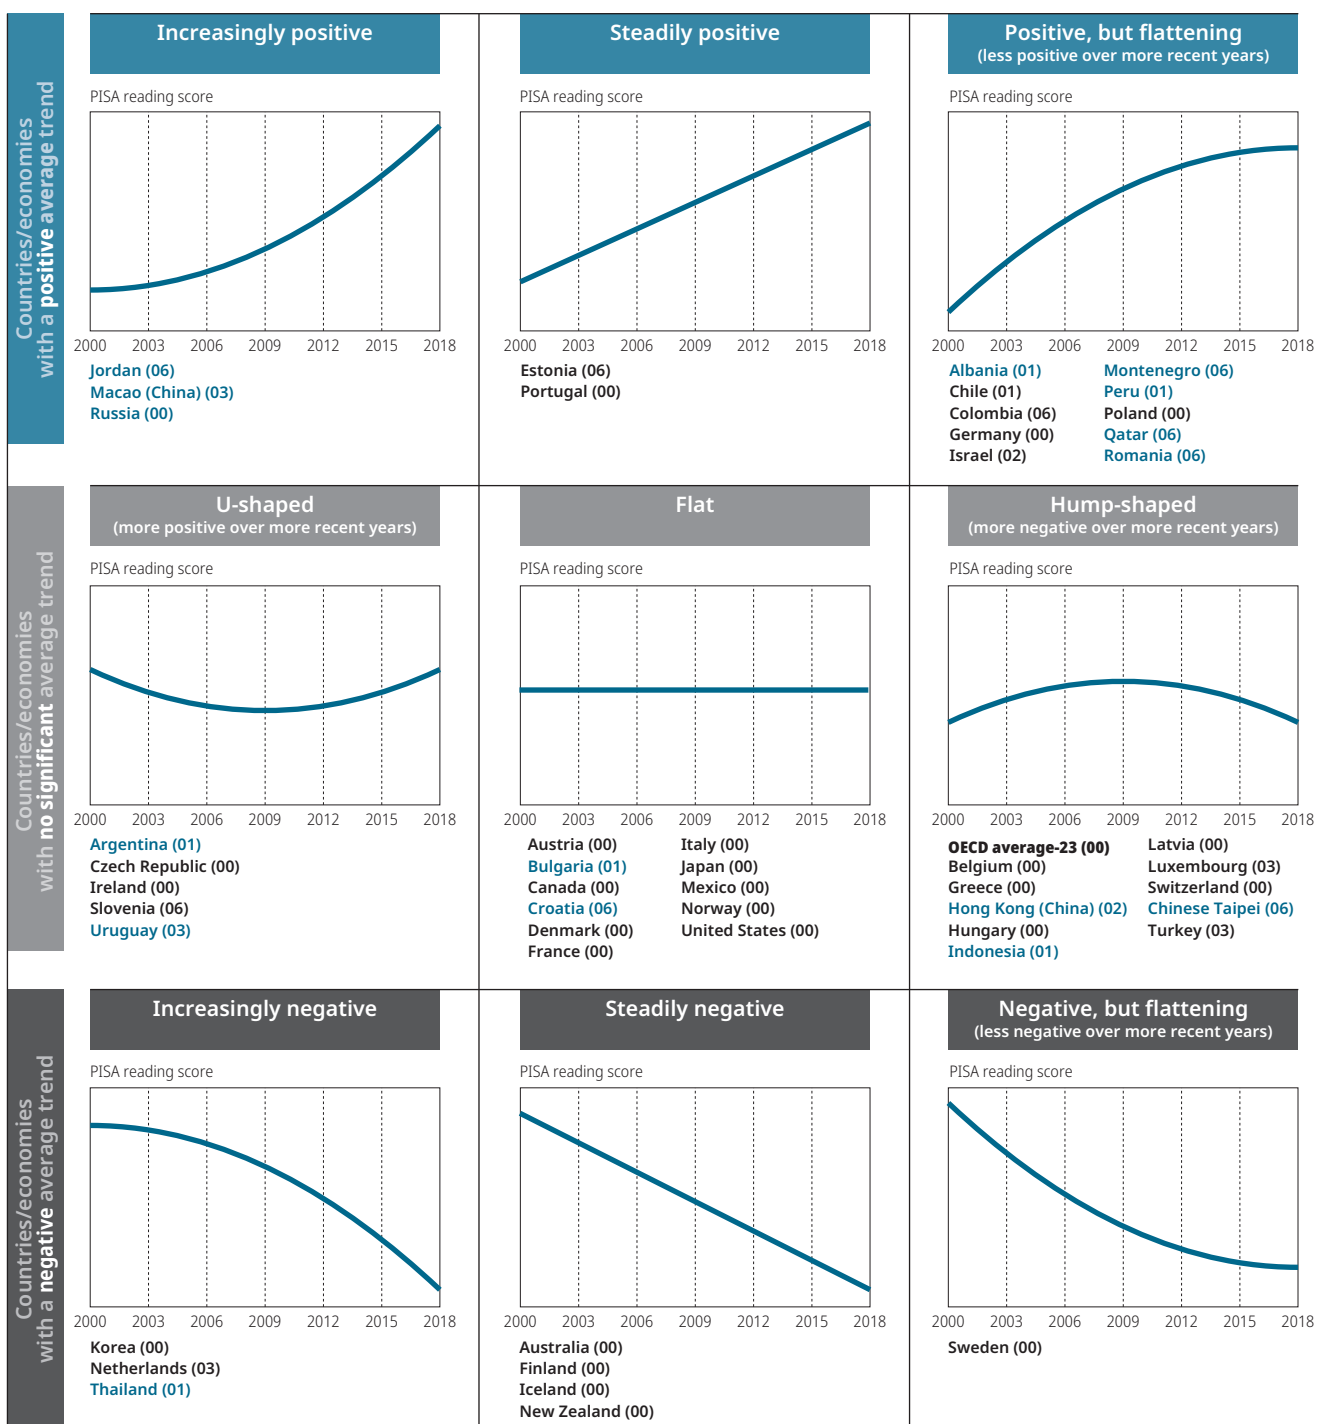 Countries/economies
with a positive average trend
Increasingly positive
PISA reading score
2000 2003 2006 2009 2012 2015 2018
Jordan (06)
Macao (China) (03)
Russia (00)
Steadily positive
PISA reading score
2000 2003 2006 2009 2012 2015 2018
Estonia (06)
Portugal (00)
Positive, but flattening
(less positive over more recent years)
PISA reading score
2000 2003 2006 2009 2012 2015 2018
Albania (01)
Chile (01)
Colombia (06)
Germany (00)
Israel (02)
Montenegro (06)
Peru (01)
Poland (00)
Qatar (06)
Romania (06)
Countries/economies
with no significant average trend
U-shaped
(more positive over more recent years)
PISA reading score
2000 2003 2006 2009 2012 2015 2018
Argentina (01)
Czech Republic (00)
Ireland (00)
Slovenia (06)
Uruguay (03)
Flat
PISA reading score
2000 2003 2006 2009 2012 2015 2018
Austria (00)
Bulgaria (01)
Canada (00)
Croatia (06)
Denmark (00)
France (00)
Italy (00)
Japan (00)
Mexico (00)
Norway (00)
United States (00)
Hump-shaped
(more negative over more recent years)
PISA reading score
2000 2003 2006 2009 2012 2015 2018
OECD average-23 (00)
Belgium (00)
Greece (00)
Hong Kong (China) (02)
Hungary (00)
Indonesia (01)
Latvia (00)
Luxembourg (03)
Switzerland (00)
Chinese Taipei (06)
Turkey (03)
Countries/economies
with a negative average trend
Increasingly negative
PISA reading score
2000 2003 2006 2009 2012 2015 2018
Korea (00)
Netherlands (03)
Thailand (01)
Steadily negative
PISA reading score
2000 2003 2006 2009 2012 2015 2018
Australia (00)
Finland (00)
Iceland (00)
New Zealand (00)
Negative, but flattening
(less negative over more recent years)
PISA reading score
2000 2003 2006 2009 2012 2015 2018
Sweden (00)